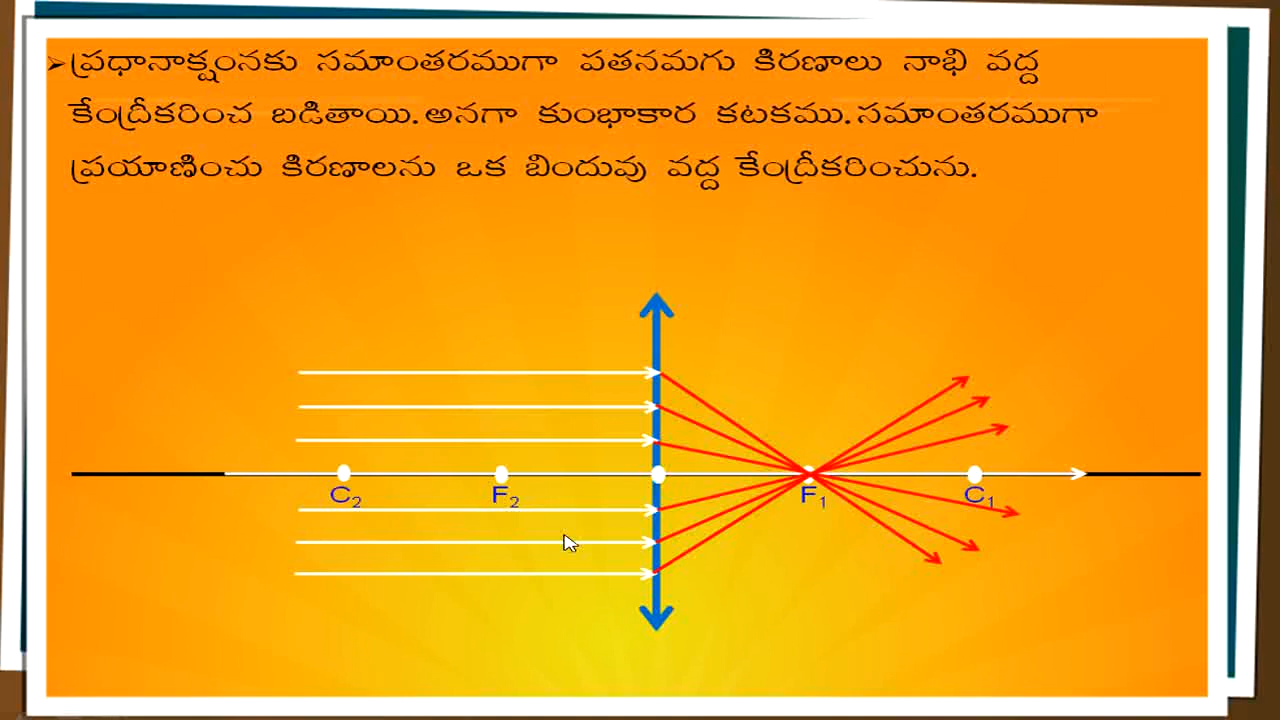 ➢ప్రధానాక్షంనకు సమాంతరముగా పతనమగు కిరణాలు నాభి వద్ద
కేంద్రీకరించ బడితాయి.అనగా కుంభాకార కటకము.సమాంతరముగా
ప్రయాణించు కిరణాలను ఒక బిందువు వద్ద కేంద్రీకరించును.
C₂ F₂ F₁ C₁